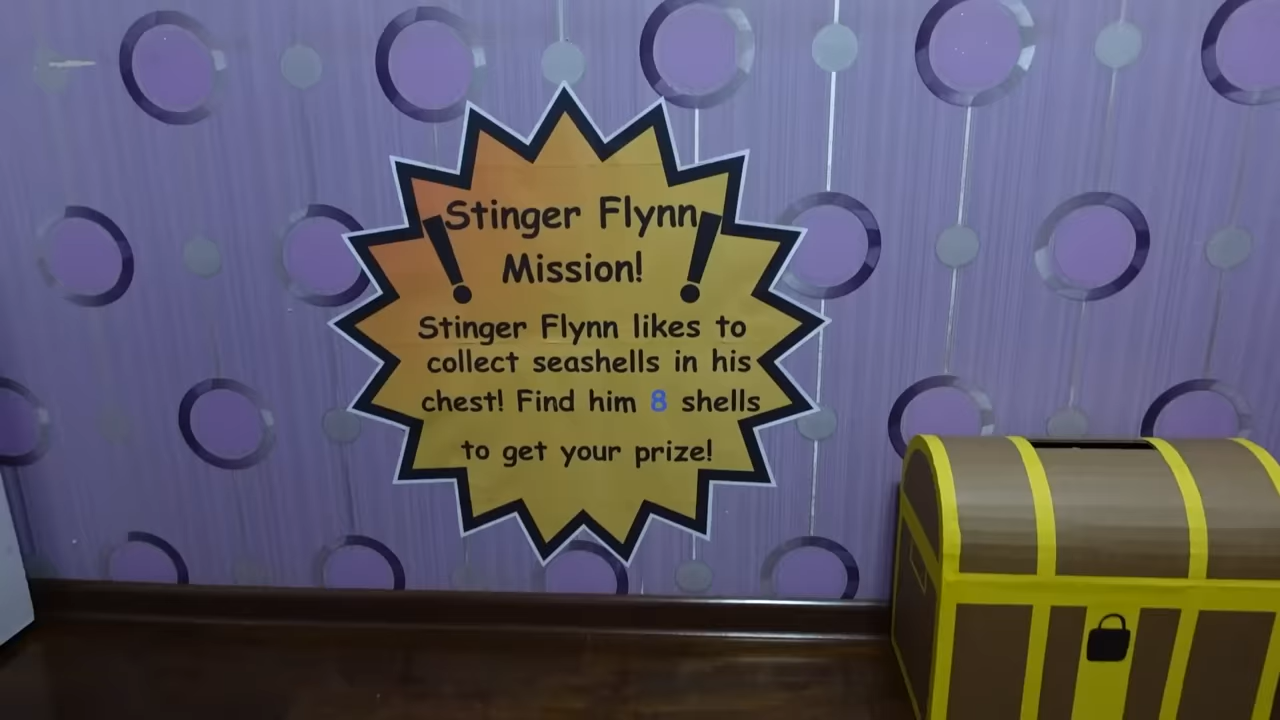 Stinger Flynn
! Mission! !
Stinger Flynn likes to
collect seashells in his
chest! Find him 8 shells
to get your prize!